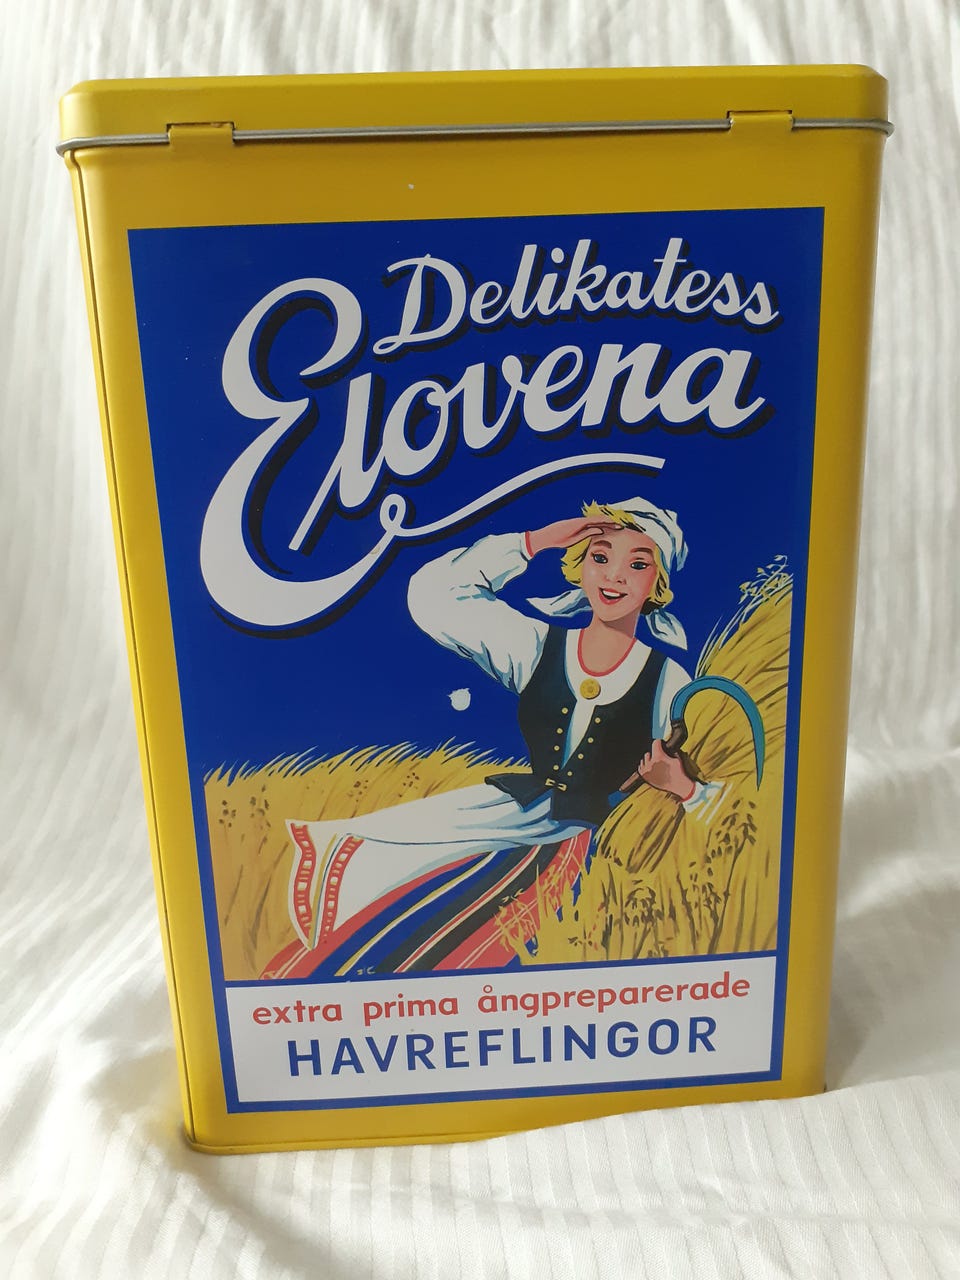 Delikatess
Elovena
extra prima ångpreparerade
HAVREFLINGOR